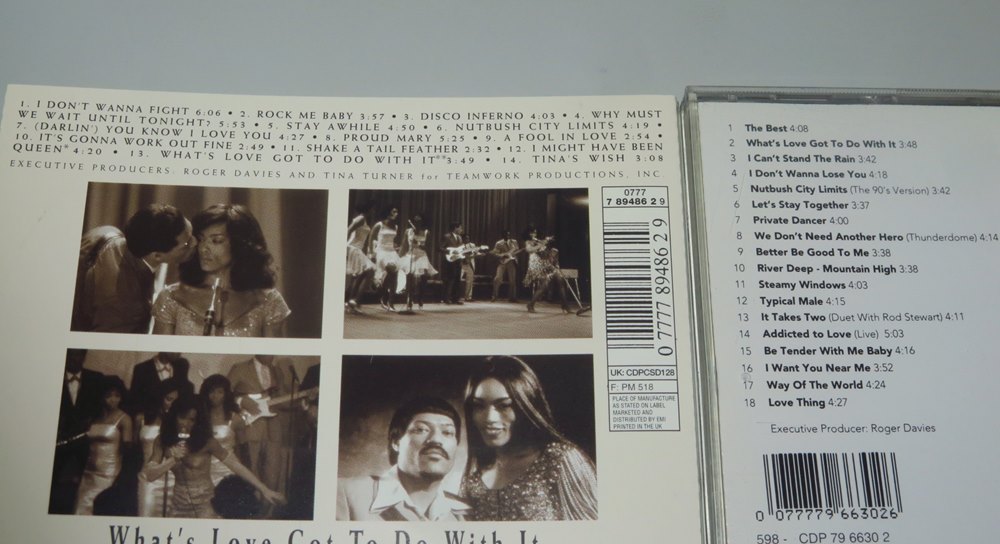 1. I DON'T WANNA FIGHT 6:06 • 2. ROCK ME BABY 3:57 • 3. DISCO INFERNO 4:03 • 4. WHY MUST
WE WAIT UNTIL TONIGHT? 5:53 • 5. STAY AWHILE 4:50 • 6. NUTBUSH CITY LIMITS 4:19 •
7. (DARLIN') YOU KNOW I LOVE YOU 4:27 • 8. PROUD MARY 5:25 • 9. A FOOL IN LOVE 2:54 •
10. IT'S GONNA WORK OUT FINE 2:49 • 11. SHAKE A TAIL FEATHER 2:32 • 12. I MIGHT HAVE BEEN
QUEEN* 4:20 • 13. WHAT'S LOVE GOT TO DO WITH IT**3:49 • 14. TINA'S WISH 3:08
EXECUTIVE PRODUCERS: ROGER DAVIES AND TINA TURNER for TEAMWORK PRODUCTIONS, INC.
0777
7 89486 2 9
0 7777 89486 2 9
UK: CDPCSD128
F: PM 518
PLACE OF MANUFACTURE
AS STATED ON LABEL
MARKETED AND
DISTRIBUTED BY EMI
PRINTED IN THE UK
What's Love Got To Do With It
1 The Best 4:08
2 What's Love Got To Do With It 3:48
3 I Can't Stand The Rain 3:42
4 I Don't Wanna Lose You 4:18
5 Nutbush City Limits (The 90's Version) 3:42
6 Let's Stay Together 3:37
7 Private Dancer 4:00
8 We Don't Need Another Hero (Thunderdome) 4:14
9 Better Be Good To Me 3:38
10 River Deep - Mountain High 3:38
11 Steamy Windows 4:03
12 Typical Male 4:15
13 It Takes Two (Duet With Rod Stewart) 4:11
14 Addicted to Love (Live) 5:03
15 Be Tender With Me Baby 4:16
16 I Want You Near Me 3:52
17 Way Of The World 4:24
18 Love Thing 4:27
Executive Producer: Roger Davies
0 077779 663026
598- CDP 79 6630 2